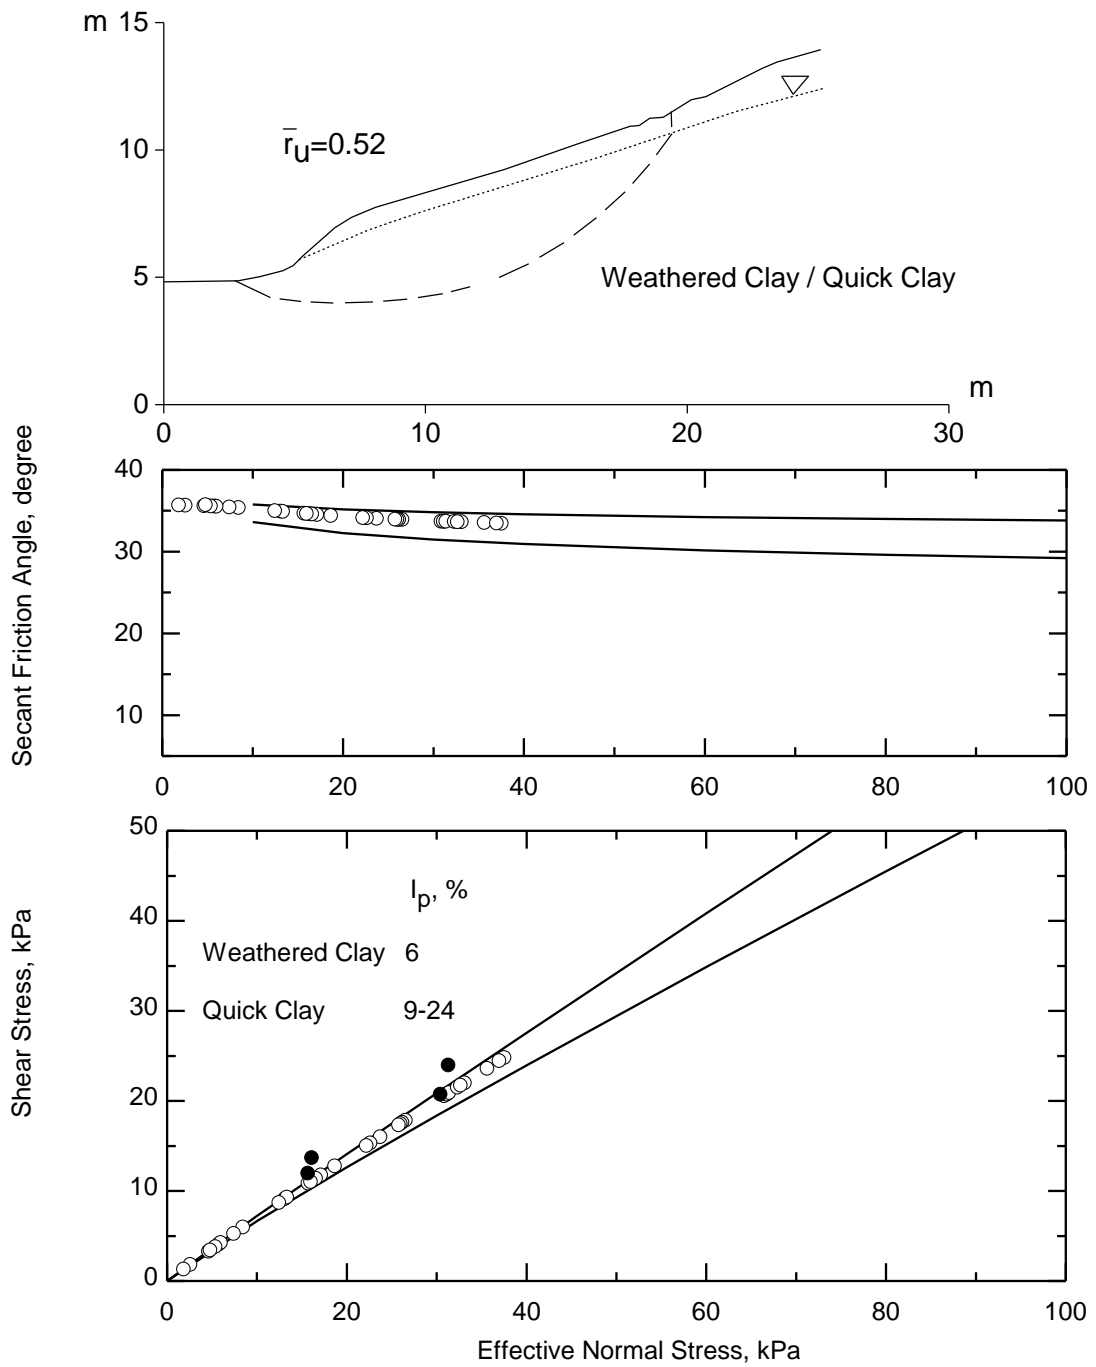 m 15
r̄u=0.52
10
Weathered Clay / Quick Clay
5
m
0
0 10 20 30
Secant Friction Angle, degree
40
30
20
10
0 20 40 60 80 100
Shear Stress, kPa
50
Ip, %
40
Weathered Clay 6
30
Quick Clay 9-24
20
10
0
0 20 40 60 80 100
Effective Normal Stress, kPa